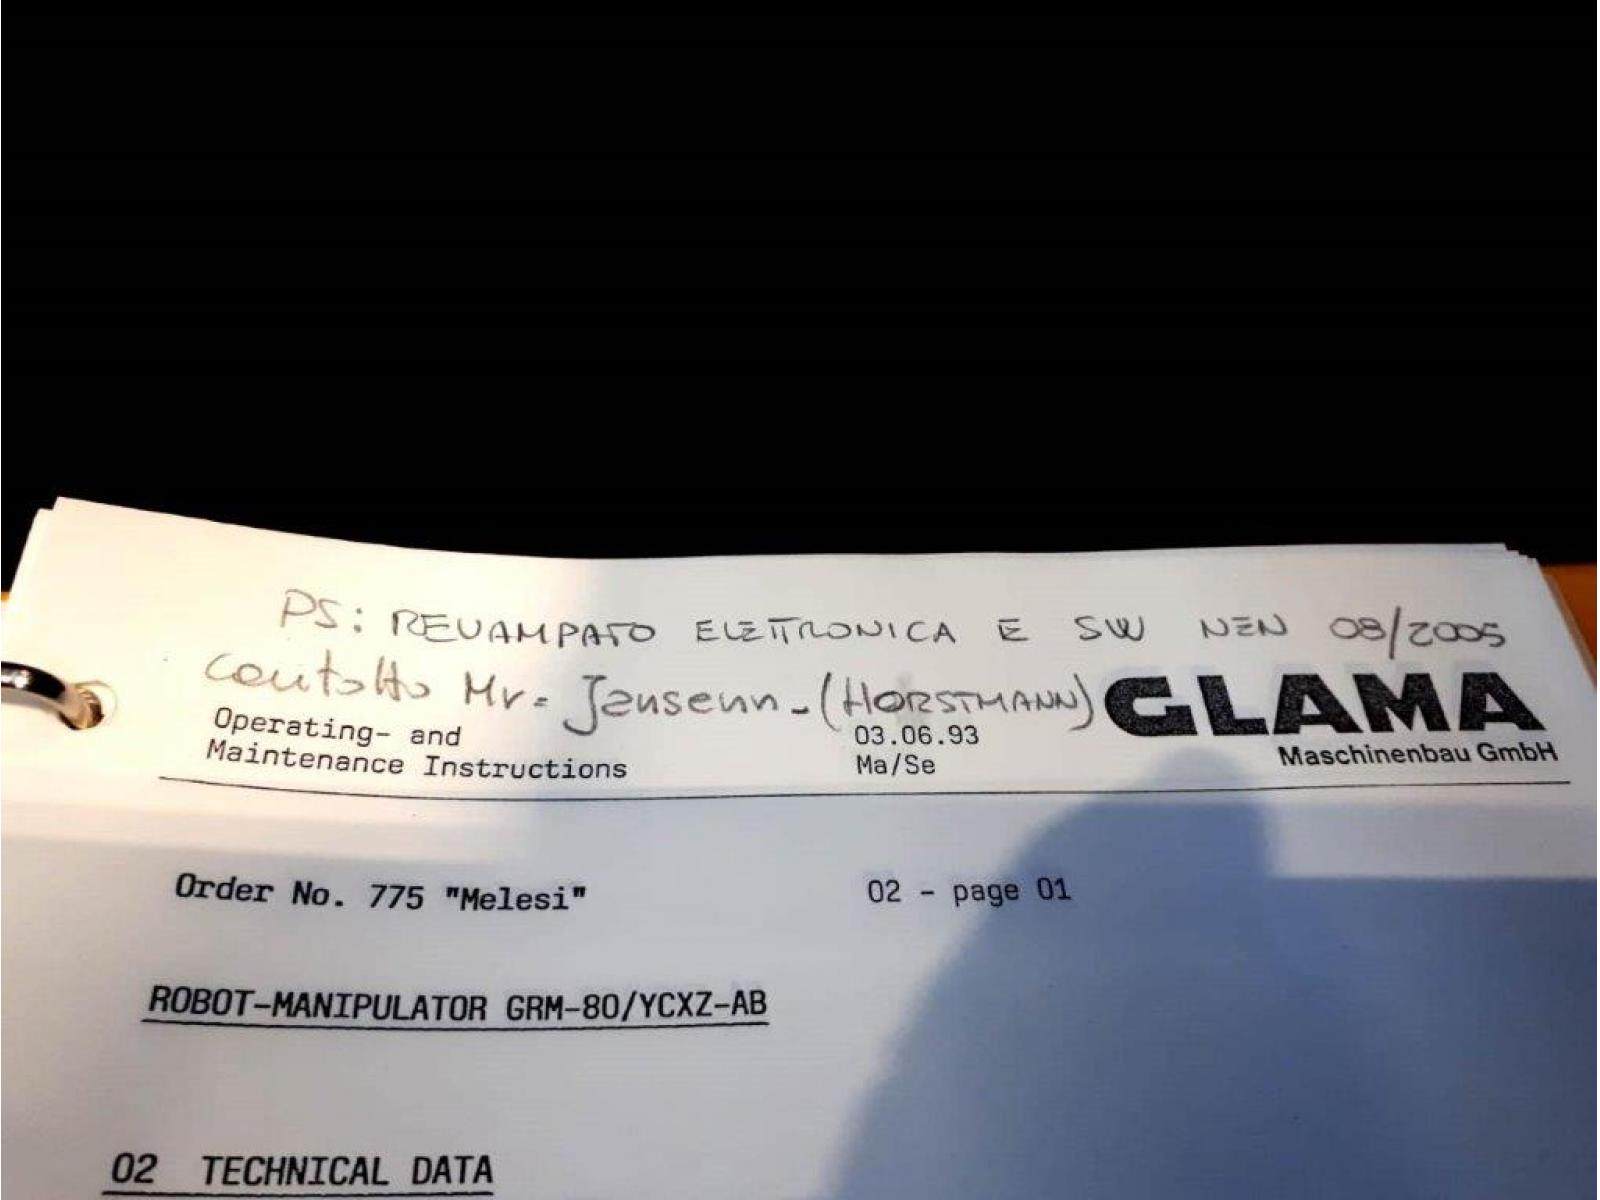 PS: REVAMPATO ELETTRONICA E SW NEN 08/2005
contatto Mr. Jensenn - (HORSTMANN)
GLAMA
Maschinenbau GmbH
Operating- and
Maintenance Instructions
03.06.93
Ma/Se
Order No. 775 "Melesi"
02 - page 01
ROBOT-MANIPULATOR GRM-80/YCXZ-AB
02 TECHNICAL DATA